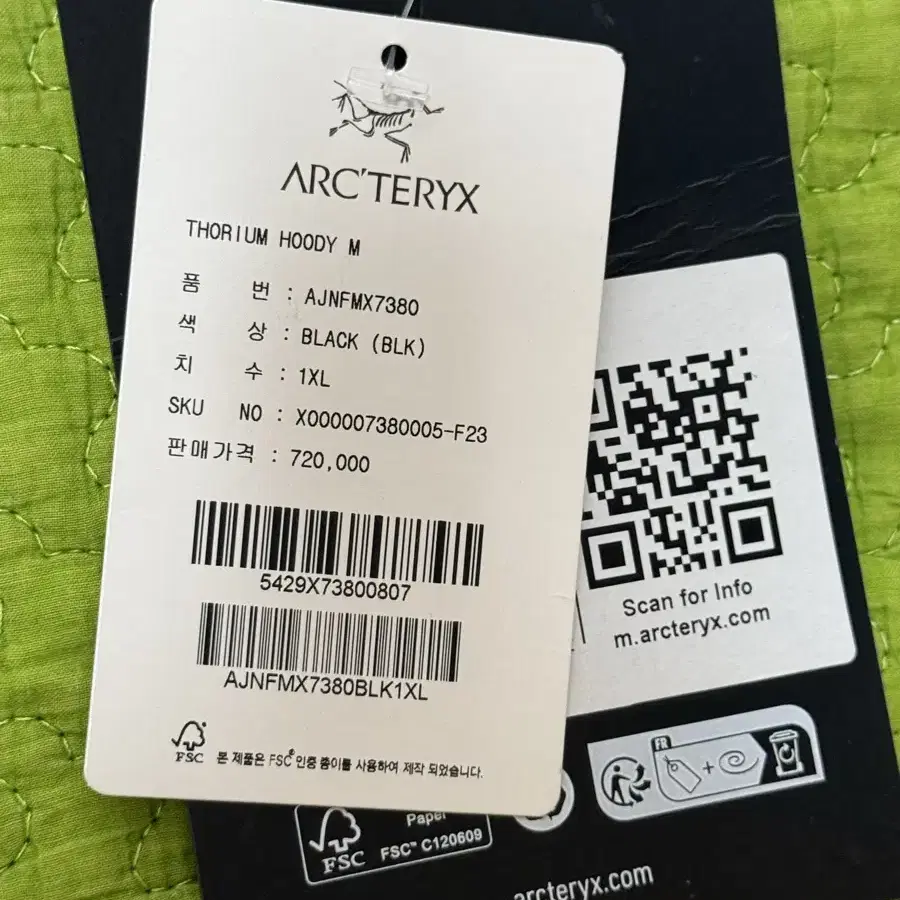 ARC'TERYX
THORIUM HOODY M
품 번 : AJNFMX7380
색 상 : BLACK (BLK)
치 수 : 1XL
SKU NO : X000007380005-F23
판매가격 : 720,000
5429X73800807
AJNFMX7380BLK1XL
FSC
본 제품은 FSC® 인증 종이를 사용하여 제작 되었습니다.
Scan for Info
m.arcteryx.com
FR
+
Paper
FSC
FSC™ C120609
arcteryx.com